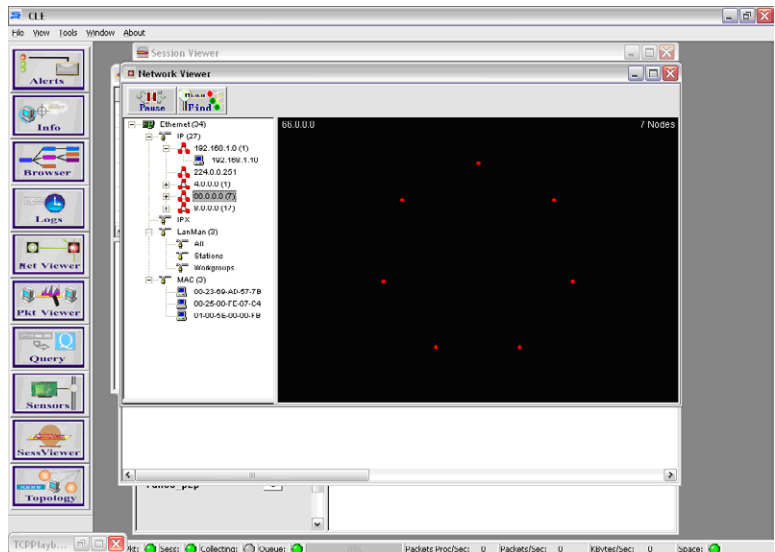 CLE
File View Tools Window About
Session Viewer
Network Viewer
Pause
Find
Alerts
Info
Browser
Logs
Net Viewer
Pkt Viewer
Query
Sensors
SessViewer
Topology
Ethernet (34)
IP (27)
192.168.1.0 (1)
192.168.1.10
224.0.0.251
4.0.0.0 (1)
66.0.0.0 (7)
8.0.0.0 (17)
IPX
LanMan (3)
All
Stations
Workgroups
MAC (3)
00-23-69-AD-57-7B
00-25-00-FE-07-C4
01-00-5E-00-00-FB
66.0.0.0
7 Nodes
TCPPlayb...
Pkt: Sess: Collecting: Queue: 0% Packets Proc/Sec: 0 Packets/Sec: 0 KBytes/Sec: 0 Space: